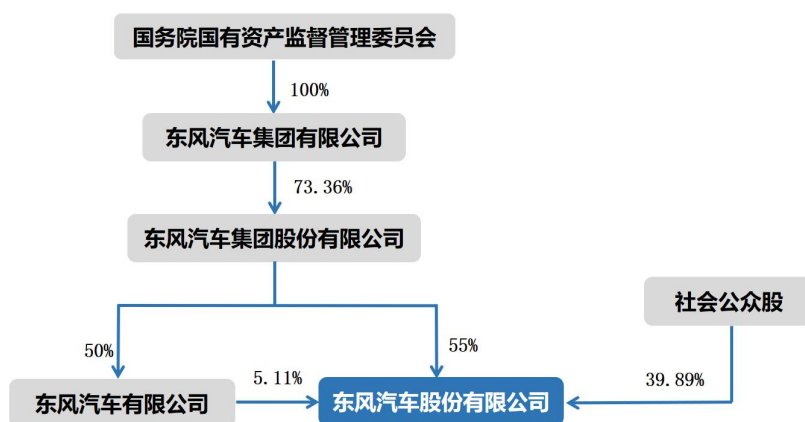 国务院国有资产监督管理委员会
100%
东风汽车集团有限公司
73.36%
东风汽车集团股份有限公司
社会公众股
50%
55%
5.11%
39.89%
东风汽车有限公司
东风汽车股份有限公司